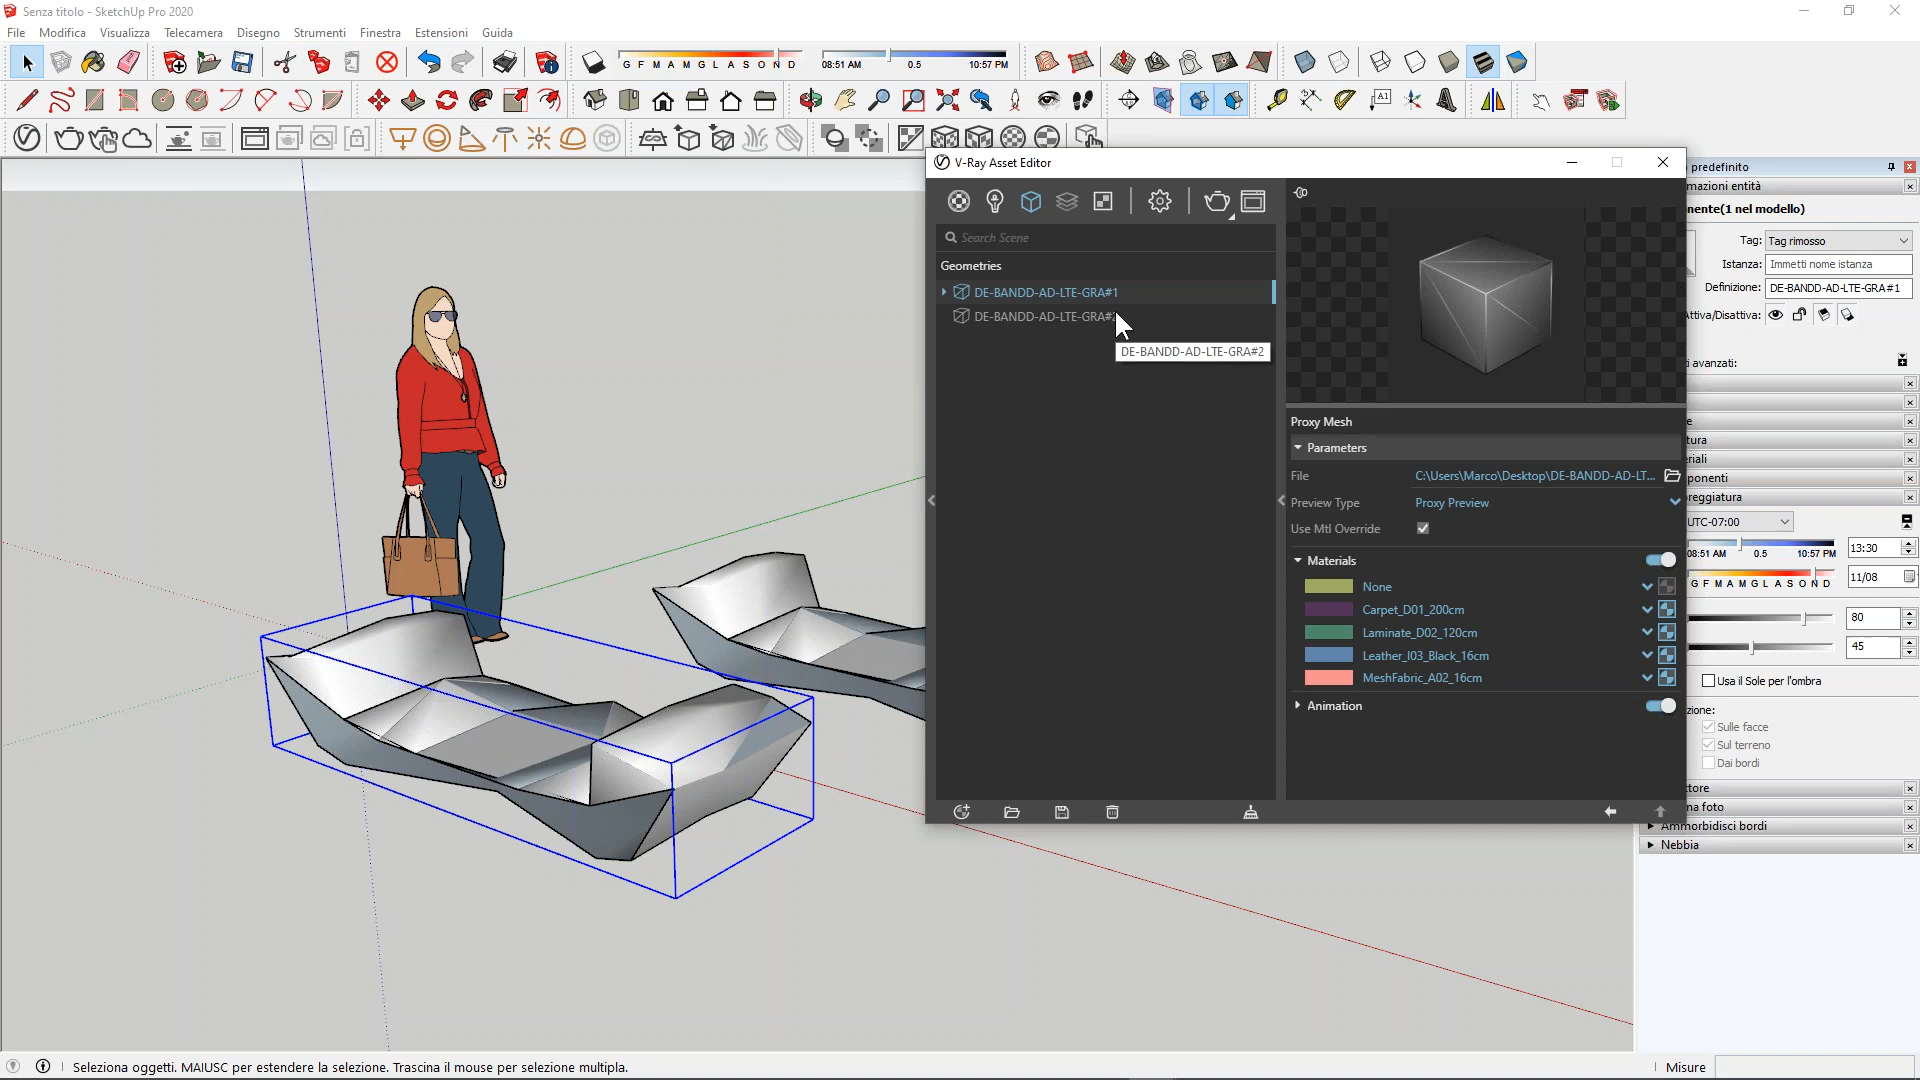 Senza titolo - SketchUp Pro 2020
File Modifica Visualizza Telecamera Disegno Strumenti Finestra Estensioni Guida
G F M A M G L A S O N D
08:51 AM 0.5 10:57 PM
A1
V-Ray Asset Editor
Search Scene
Geometries
DE-BANDD-AD-LTE-GRA#1
DE-BANDD-AD-LTE-GRA#2
DE-BANDD-AD-LTE-GRA#2
Proxy Mesh
Parameters
File C:\Users\Marco\Desktop\DE-BANDD-AD-LT...
Preview Type Proxy Preview
Use Mtl Override
Materials
None
Carpet_D01_200cm
Laminate_D02_120cm
Leather_I03_Black_16cm
MeshFabric_A02_16cm
Animation
predefinito
mazioni entità
nente(1 nel modello)
Tag: Tag rimosso
Istanza: Immetti nome istanza
Definizione: DE-BANDD-AD-LTE-GRA#1
Attiva/Disattiva:
i avanzati:
e
tura
riali
ponenti
reggiatura
UTC-07:00
08:51 AM 0.5 10:57 PM 13:30
G F M A M G L A S O N D 11/08
80
45
Usa il Sole per l'ombra
zione:
Sulle facce
Sul terreno
Dai bordi
tore
na foto
Ammorbidisci bordi
Nebbia
Seleziona oggetti. MAIUSC per estendere la selezione. Trascina il mouse per selezione multipla.
Misure